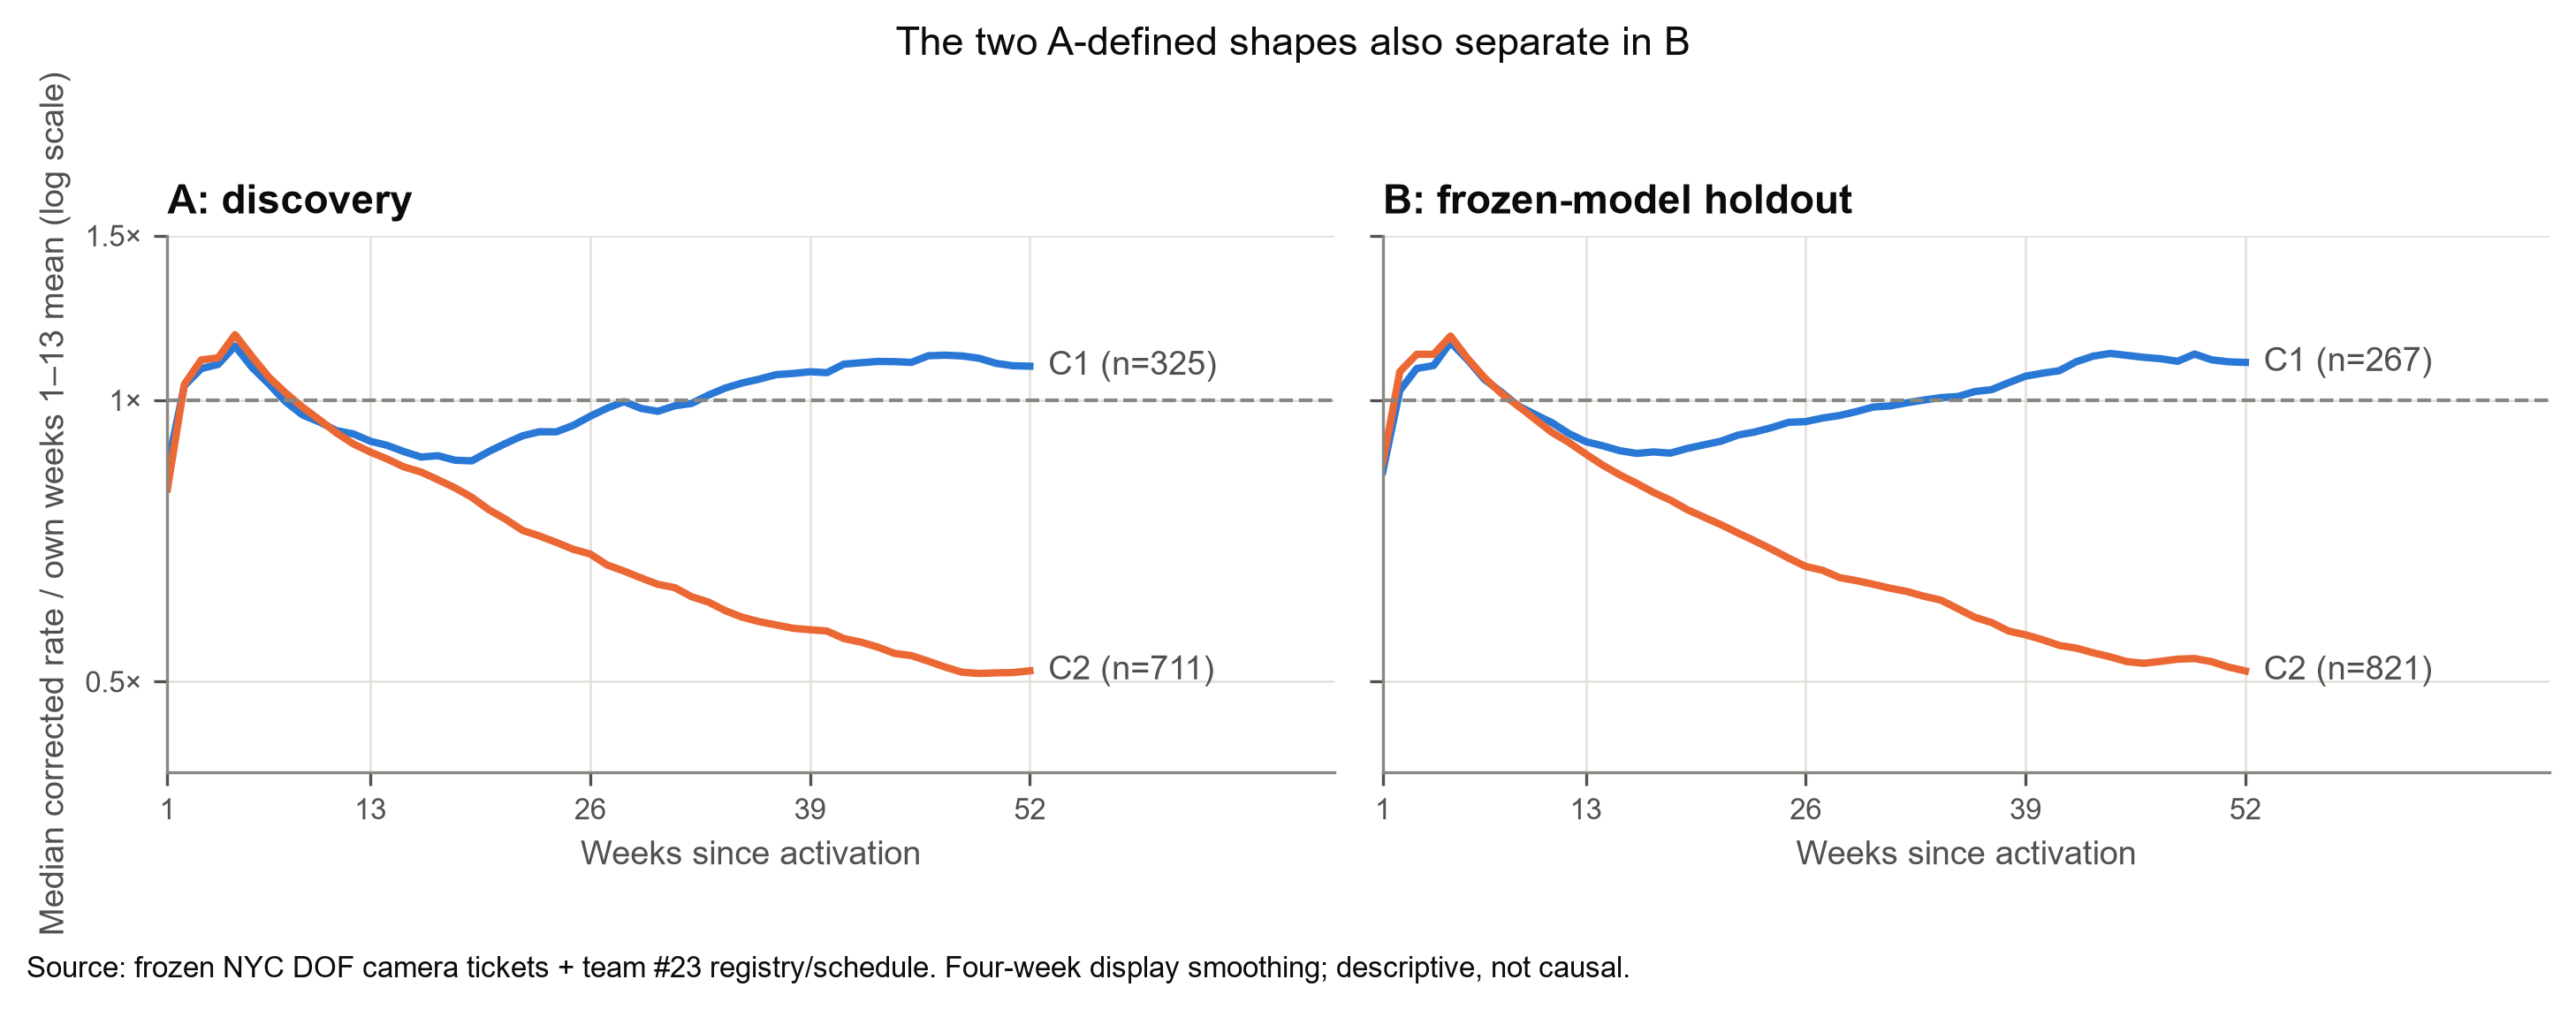 The two A-defined shapes also separate in B
Median corrected rate / own weeks 1–13 mean (log scale)
A: discovery
1.5×
1×
0.5×
C1 (n=325)
C2 (n=711)
1 13 26 39 52
Weeks since activation
B: frozen-model holdout
C1 (n=267)
C2 (n=821)
1 13 26 39 52
Weeks since activation
Source: frozen NYC DOF camera tickets + team #23 registry/schedule. Four-week display smoothing; descriptive, not causal.